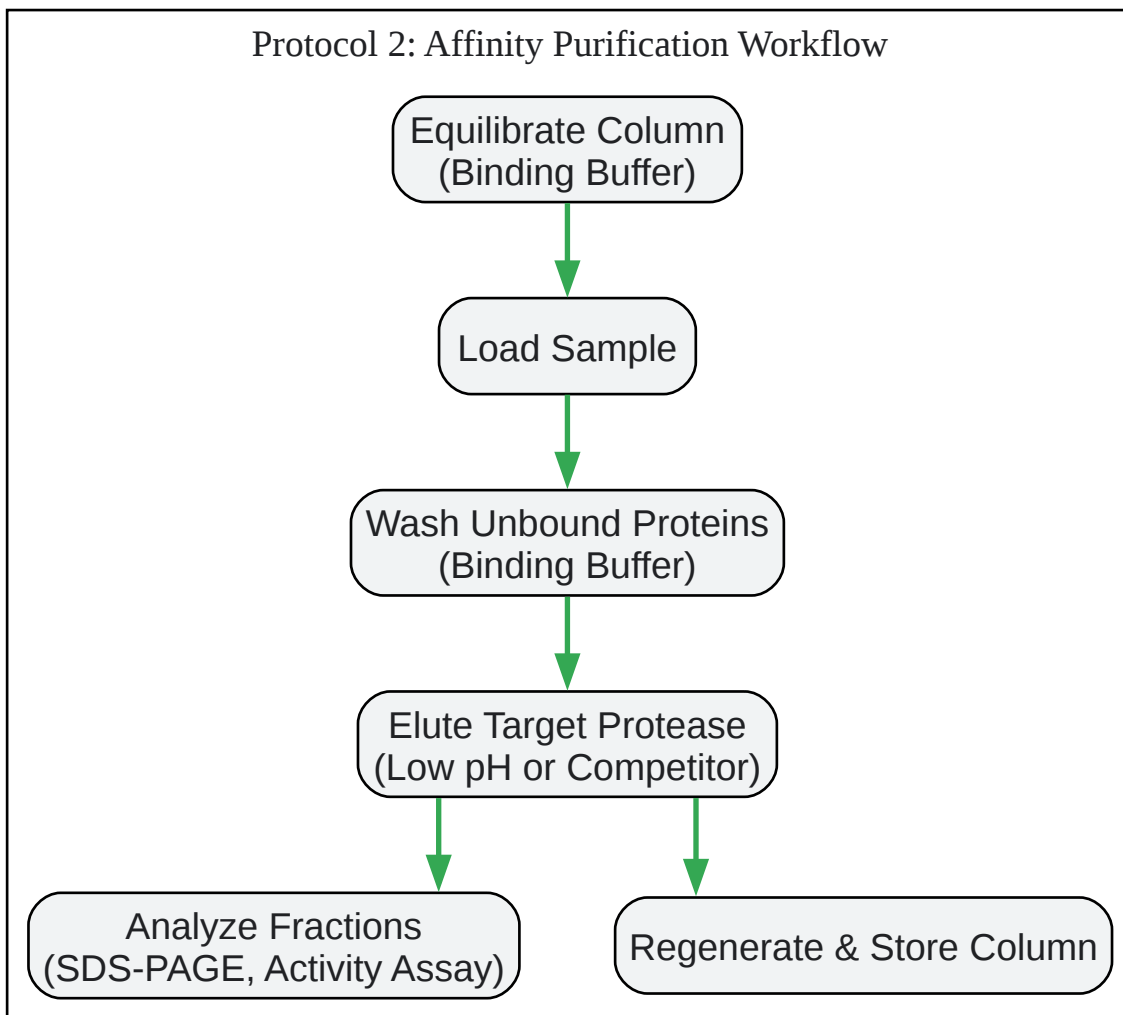 Protocol 2: Affinity Purification Workflow
Equilibrate Column
(Binding Buffer)
Load Sample
Wash Unbound Proteins
(Binding Buffer)
Elute Target Protease
(Low pH or Competitor)
Analyze Fractions
(SDS-PAGE, Activity Assay)
Regenerate & Store Column